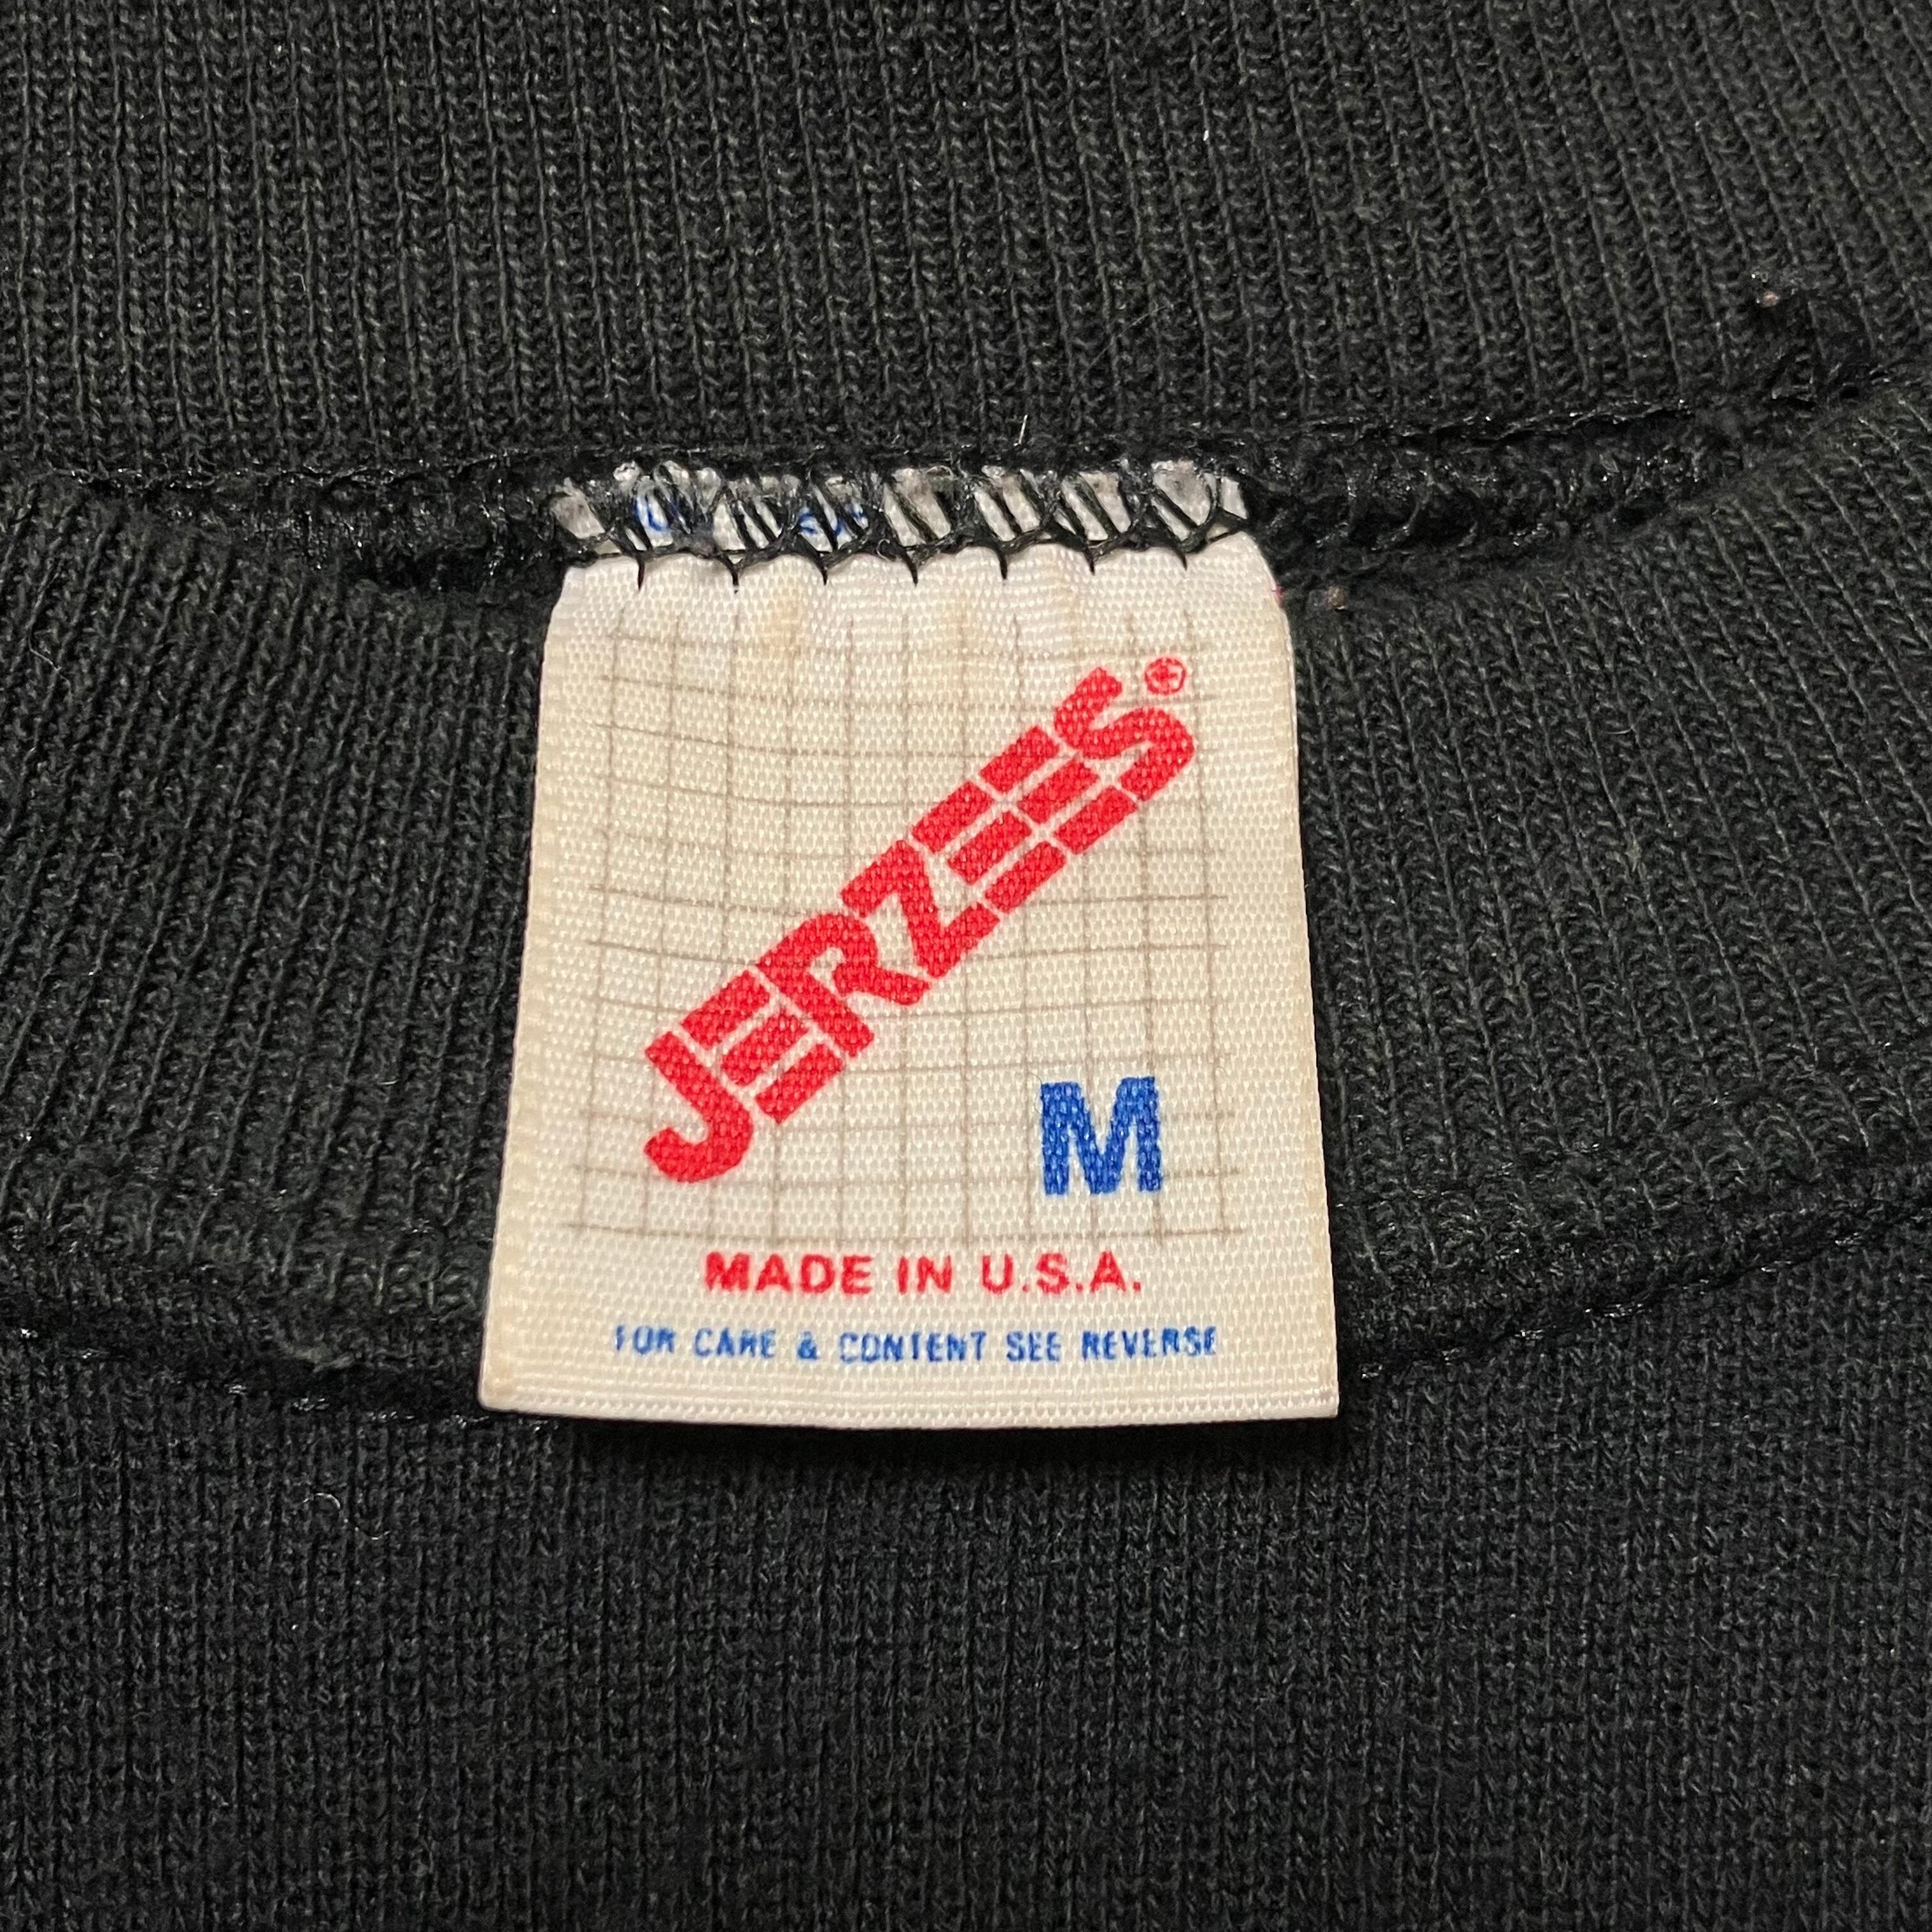 JERZEES®
M
MADE IN U.S.A.
FOR CARE & CONTENT SEE REVERSE